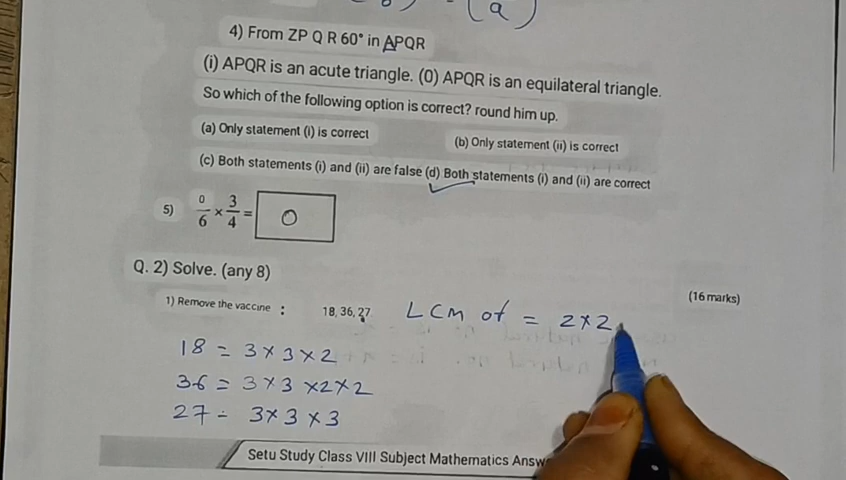 (a)
4) From ZP Q R 60° in △PQR
(i) APQR is an acute triangle. (0) APQR is an equilateral triangle.
So which of the following option is correct? round him up.
(a) Only statement (I) is correct
(b) Only statement (ii) is correct
(c) Both statements (i) and (ii) are false (d) Both statements (i) and (ii) are correct
5) 0/6 × 3/4 = 0
Q. 2) Solve. (any 8)
(16 marks)
1) Remove the vaccine : 18, 36, 27 LCM of = 2×2
18 = 3×3×2
36 = 3×3×2×2
27 = 3×3×3
Setu Study Class VIII Subject Mathematics Answ